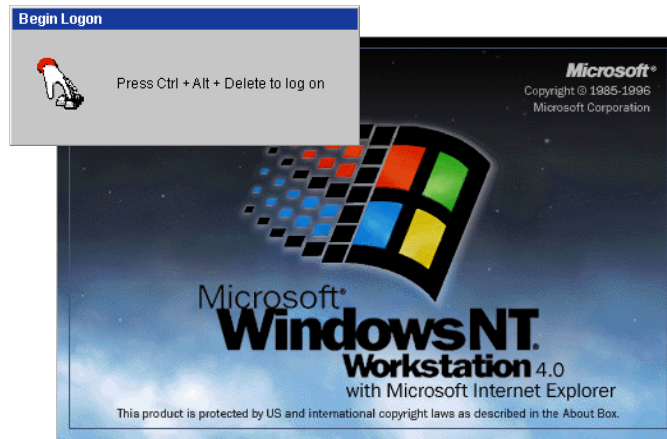 Begin Logon
Press Ctrl + Alt + Delete to log on
Microsoft®
Copyright © 1985-1996
Microsoft Corporation
Microsoft®
WindowsNT.
Workstation 4.0
with Microsoft Internet Explorer
This product is protected by US and international copyright laws as described in the About Box.